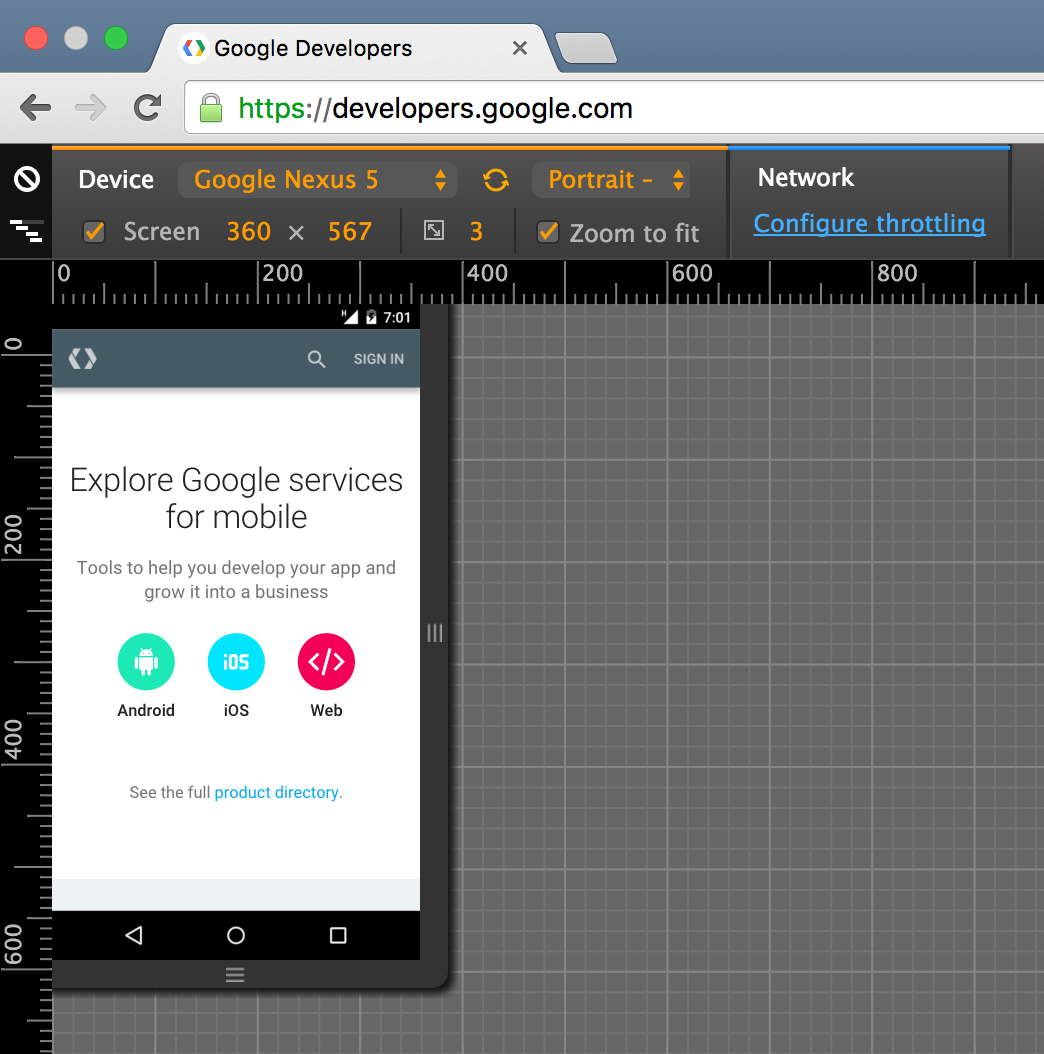 Google Developers
https://developers.google.com
Device Google Nexus 5 Portrait - Network
Screen 360 × 567 3 Zoom to fit Configure throttling
0 200 400 600 800
H 7:01
SIGN IN
0
Explore Google services
for mobile
200
Tools to help you develop your app and
grow it into a business
iOS
Android iOS Web
400
See the full product directory.
600